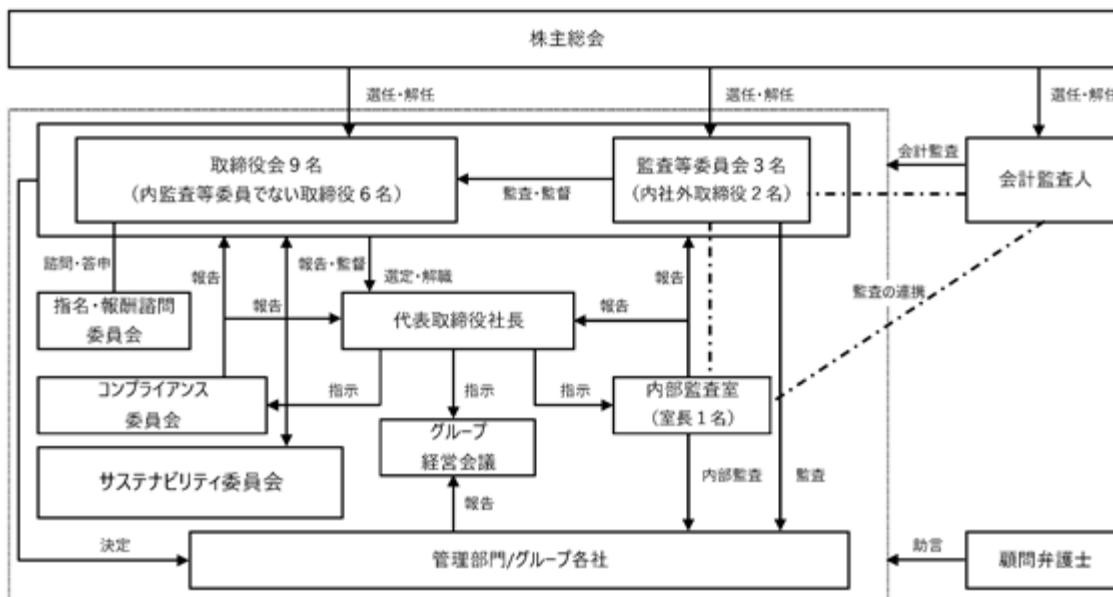 株主総会
選任・解任
選任・解任
選任・解任
取締役会9名
（内監査等委員でない取締役6名）
監査・監督
監査等委員会3名
（内社外取締役2名）
会計監査
会計監査人
諮問・答申
報告
報告・監督
選定・解職
報告
監査の連携
指名・報酬諮問
委員会
報告
代表取締役社長
報告
コンプライアンス
委員会
指示
指示
指示
内部監査室
（室長1名）
グループ
経営会議
サステナビリティ委員会
報告
内部監査
監査
決定
管理部門/グループ各社
助言
顧問弁護士